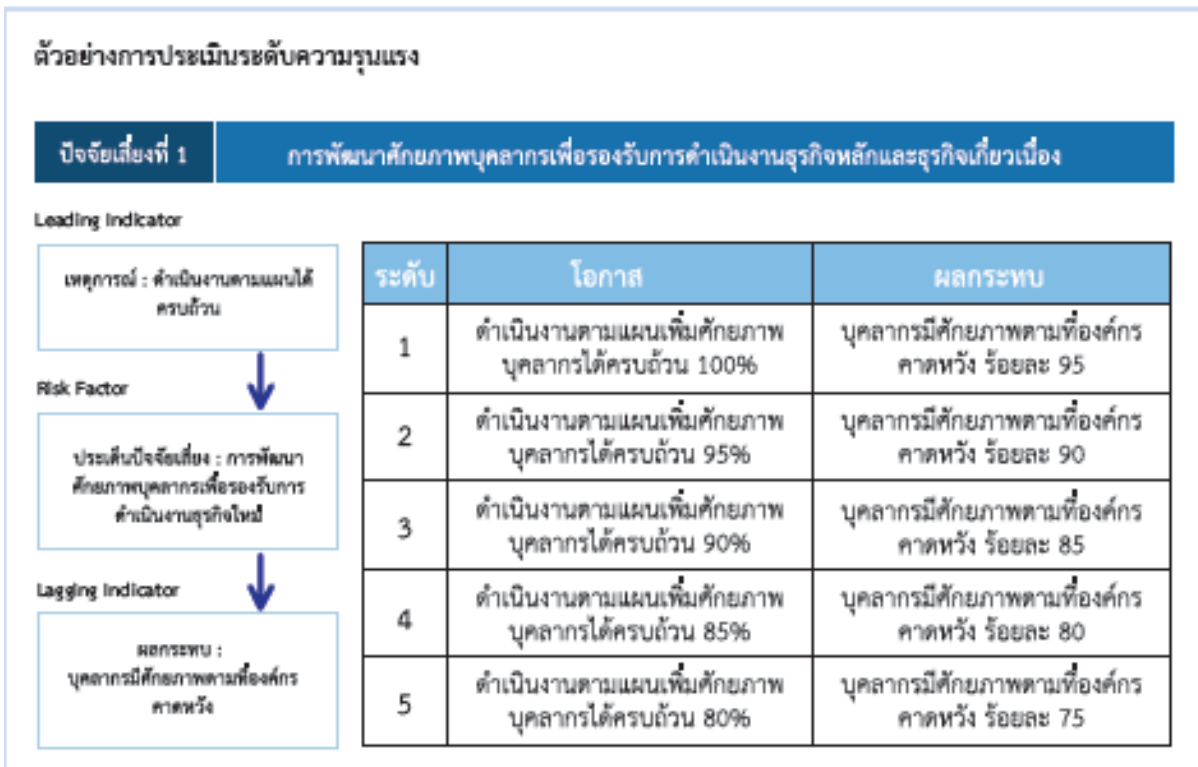 ตัวอย่างการประเมินระดับความรุนแรง
ปัจจัยเสี่ยงที่ 1
การพัฒนาศักยภาพบุคลากรเพื่อรองรับการดำเนินงานธุรกิจหลักและธุรกิจเกี่ยวเนื่อง
Leading Indicator
เหตุการณ์ : ดำเนินงานตามแผนได้
ครบถ้วน
Risk Factor
ประเด็นปัจจัยเสี่ยง : การพัฒนา
ศักยภาพบุคลากรเพื่อรองรับการ
ดำเนินงานธุรกิจใหม่
Lagging Indicator
ผลกระทบ :
บุคลากรมีศักยภาพตามที่องค์กร
คาดหวัง
ระดับ โอกาส ผลกระทบ
1
ดำเนินงานตามแผนเพิ่มศักยภาพ
บุคลากรได้ครบถ้วน 100%
บุคลากรมีศักยภาพตามที่องค์กร
คาดหวัง ร้อยละ 95
2
ดำเนินงานตามแผนเพิ่มศักยภาพ
บุคลากรได้ครบถ้วน 95%
บุคลากรมีศักยภาพตามที่องค์กร
คาดหวัง ร้อยละ 90
3
ดำเนินงานตามแผนเพิ่มศักยภาพ
บุคลากรได้ครบถ้วน 90%
บุคลากรมีศักยภาพตามที่องค์กร
คาดหวัง ร้อยละ 85
4
ดำเนินงานตามแผนเพิ่มศักยภาพ
บุคลากรได้ครบถ้วน 85%
บุคลากรมีศักยภาพตามที่องค์กร
คาดหวัง ร้อยละ 80
5
ดำเนินงานตามแผนเพิ่มศักยภาพ
บุคลากรได้ครบถ้วน 80%
บุคลากรมีศักยภาพตามที่องค์กร
คาดหวัง ร้อยละ 75